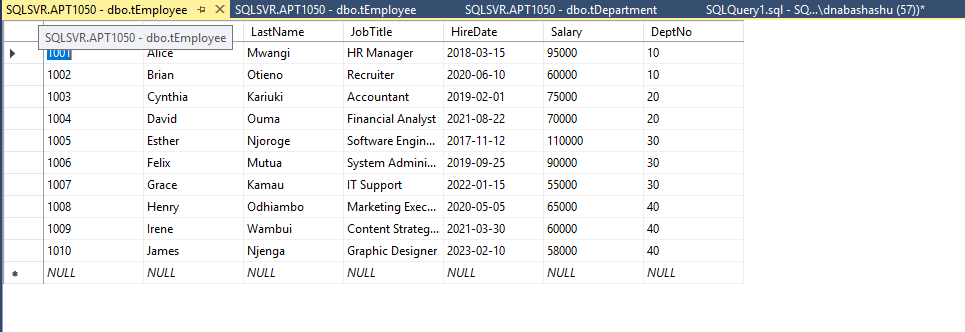 SQLSVR.APT1050 - dbo.tEmployee SQLSVR.APT1050 - dbo.tEmployee SQLSVR.APT1050 - dbo.tDepartment SQLQuery1.sql - SQ...\dnabashashu (57))*
SQLSVR.APT1050 - dbo.tEmployee LastName JobTitle HireDate Salary DeptNo
1001 Alice Mwangi HR Manager 2018-03-15 95000 10
1002 Brian Otieno Recruiter 2020-06-10 60000 10
1003 Cynthia Kariuki Accountant 2019-02-01 75000 20
1004 David Ouma Financial Analyst 2021-08-22 70000 20
1005 Esther Njoroge Software Engin... 2017-11-12 110000 30
1006 Felix Mutua System Admini... 2019-09-25 90000 30
1007 Grace Kamau IT Support 2022-01-15 55000 30
1008 Henry Odhiambo Marketing Exec... 2020-05-05 65000 40
1009 Irene Wambui Content Strateg... 2021-03-30 60000 40
1010 James Njenga Graphic Designer 2023-02-10 58000 40
NULL NULL NULL NULL NULL NULL NULL